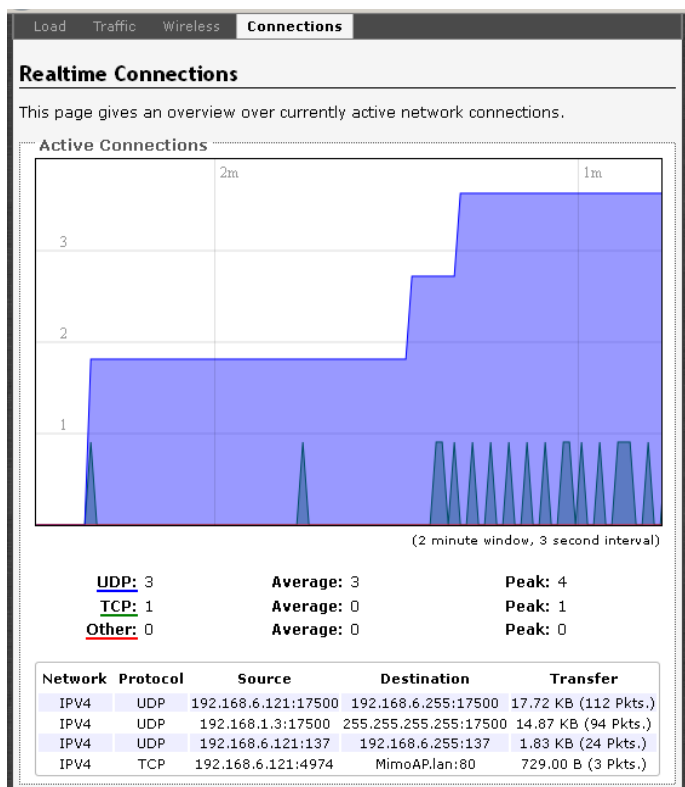 Load Traffic Wireless Connections
Realtime Connections
This page gives an overview over currently active network connections.
Active Connections
2m 1m
3
2
1
(2 minute window, 3 second interval)
UDP: 3 Average: 3 Peak: 4
TCP: 1 Average: 0 Peak: 1
Other: 0 Average: 0 Peak: 0
Network Protocol Source Destination Transfer
IPV4 UDP 192.168.6.121:17500 192.168.6.255:17500 17.72 KB (112 Pkts.)
IPV4 UDP 192.168.1.3:17500 255.255.255.255:17500 14.87 KB (94 Pkts.)
IPV4 UDP 192.168.6.121:137 192.168.6.255:137 1.83 KB (24 Pkts.)
IPV4 TCP 192.168.6.121:4974 MimoAP.lan:80 729.00 B (3 Pkts.)